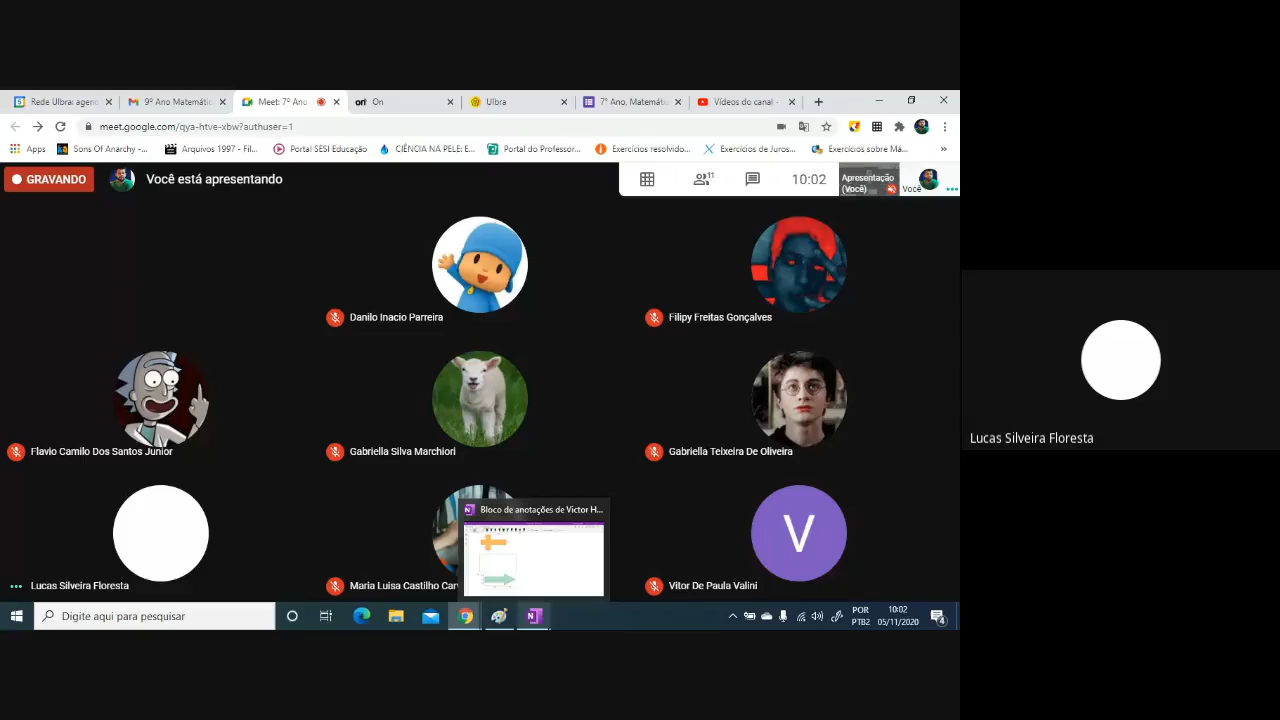 Rede Ulbra: agenc
9º Ano Matemátic
Meet: 7º Ano
ori
On
Ulbra
7° Ano, Matemáti
Vídeos do canal -
meet.google.com/qya-htve-xbw?authuser=1
Apps
Sons Of Anarchy -...
Arquivos 1997 - Fil...
Portal SESI Educação
CIÊNCIA NA PELE: E...
Portal do Professor...
Exercícios resolvido...
Exercícios de Juros...
Exercícios sobre Má...
GRAVANDO
Você está apresentando
11
10:02
Apresentação
(Você)
Você
Danilo Inacio Parreira
Filipy Freitas Gonçalves
Flavio Camilo Dos Santos Junior
Gabriella Silva Marchiori
Gabriella Teixeira De Oliveira
Bloco de anotações de Victor H...
V
Lucas Silveira Floresta
Maria Luisa Castilho Car
Vitor De Paula Valini
Digite aqui para pesquisar
POR
PTB2
10:02
05/11/2020
4
Lucas Silveira Floresta